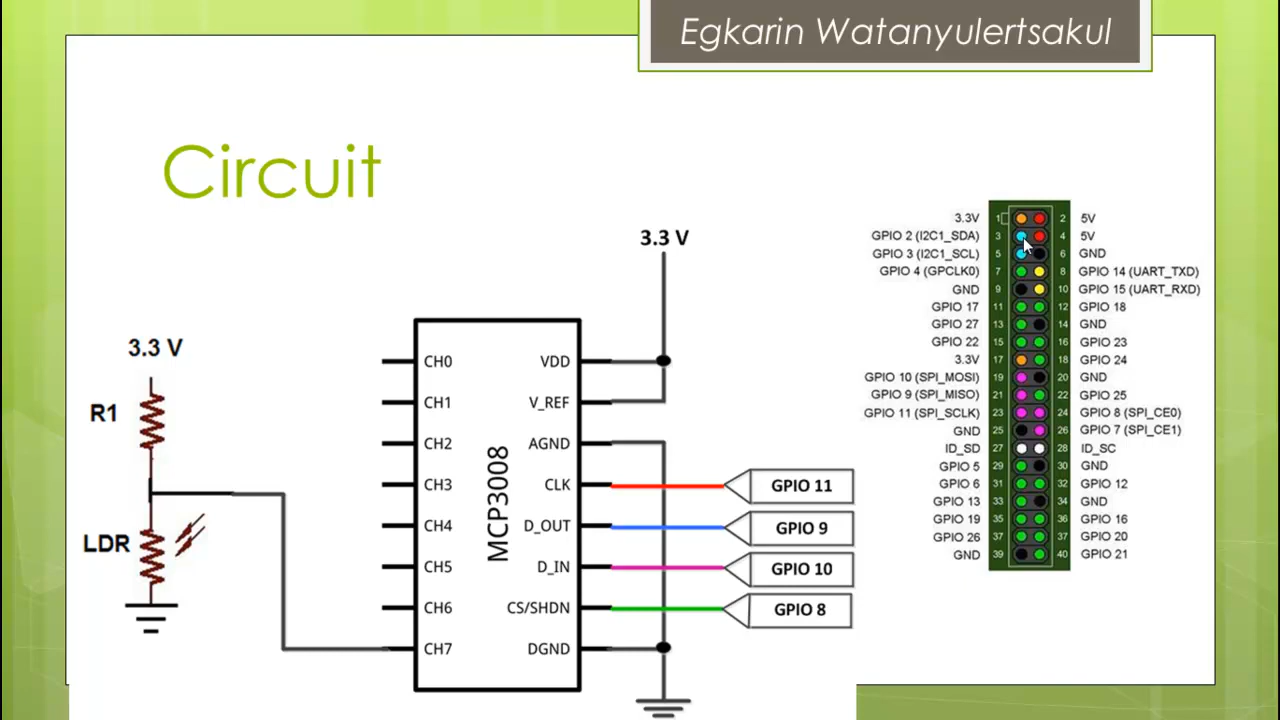 Egkarin Watanyulertsakul
Circuit
3.3 V
R1
LDR
3.3 V
MCP3008
CH0
CH1
CH2
CH3
CH4
CH5
CH6
CH7
VDD
V_REF
AGND
CLK
D_OUT
D_IN
CS/SHDN
DGND
GPIO 11
GPIO 9
GPIO 10
GPIO 8
3.3V 1 2 5V
GPIO 2 (I2C1_SDA) 3 4 5V
GPIO 3 (I2C1_SCL) 5 6 GND
GPIO 4 (GPCLK0) 7 8 GPIO 14 (UART_TXD)
GND 9 10 GPIO 15 (UART_RXD)
GPIO 17 11 12 GPIO 18
GPIO 27 13 14 GND
GPIO 22 15 16 GPIO 23
3.3V 17 18 GPIO 24
GPIO 10 (SPI_MOSI) 19 20 GND
GPIO 9 (SPI_MISO) 21 22 GPIO 25
GPIO 11 (SPI_SCLK) 23 24 GPIO 8 (SPI_CE0)
GND 25 26 GPIO 7 (SPI_CE1)
ID_SD 27 28 ID_SC
GPIO 5 29 30 GND
GPIO 6 31 32 GPIO 12
GPIO 13 33 34 GND
GPIO 19 35 36 GPIO 16
GPIO 26 37 37 GPIO 20
GND 39 40 GPIO 21